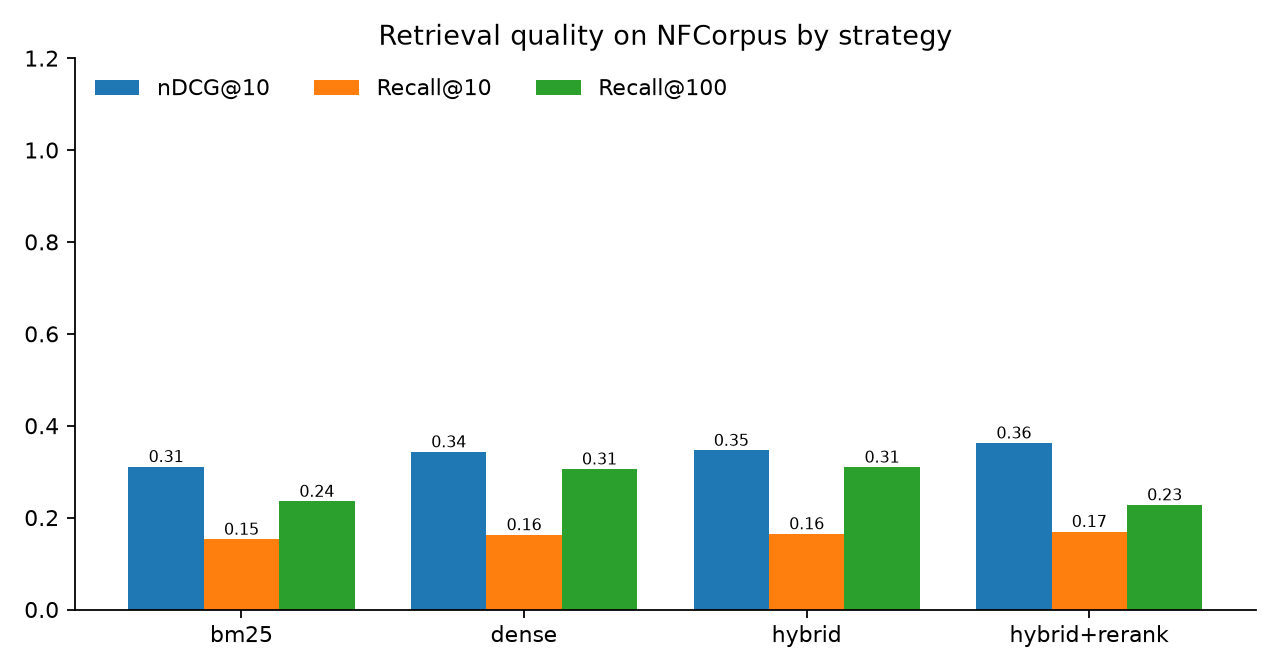 Retrieval quality on NFCorpus by strategy
nDCG@10 Recall@10 Recall@100
1.2
1.0
0.8
0.6
0.4
0.2
0.0
0.31 0.15 0.24
0.34 0.16 0.31
0.35 0.16 0.31
0.36 0.17 0.23
bm25 dense hybrid hybrid+rerank